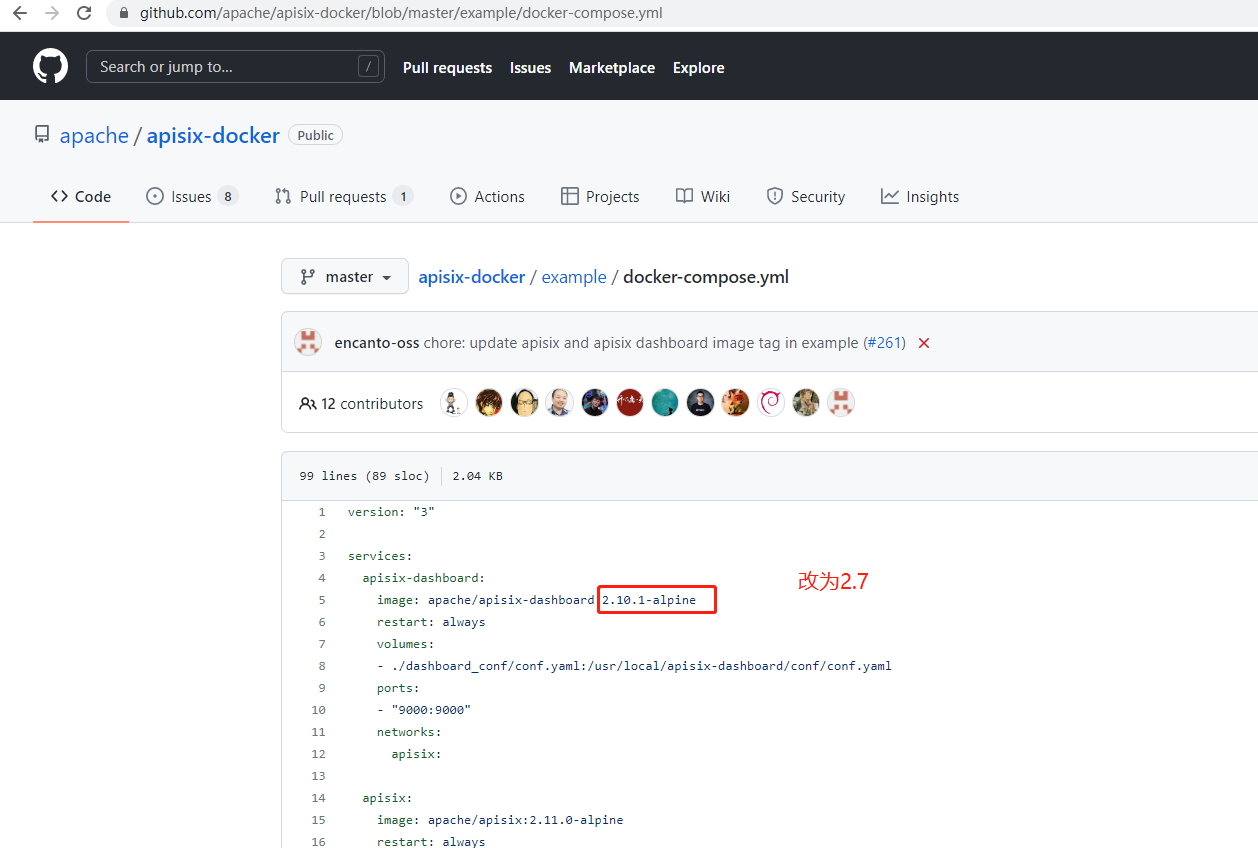 github.com/apache/apisix-docker/blob/master/example/docker-compose.yml
Search or jump to... /
Pull requests Issues Marketplace Explore
apache / apisix-docker Public
Code Issues 8 Pull requests 1 Actions Projects Wiki Security Insights
master apisix-docker / example / docker-compose.yml
encanto-oss chore: update apisix and apisix dashboard image tag in example (#261)
12 contributors
99 lines (89 sloc) 2.04 KB
1 version: "3"
2
3 services:
改为2.7
4 apisix-dashboard:
5 image: apache/apisix-dashboard:2.10.1-alpine
6 restart: always
7 volumes:
8 - ./dashboard_conf/conf.yaml:/usr/local/apisix-dashboard/conf/conf.yaml
9 ports:
10 - "9000:9000"
11 networks:
12 apisix:
13
14 apisix:
15 image: apache/apisix:2.11.0-alpine
16 restart: always